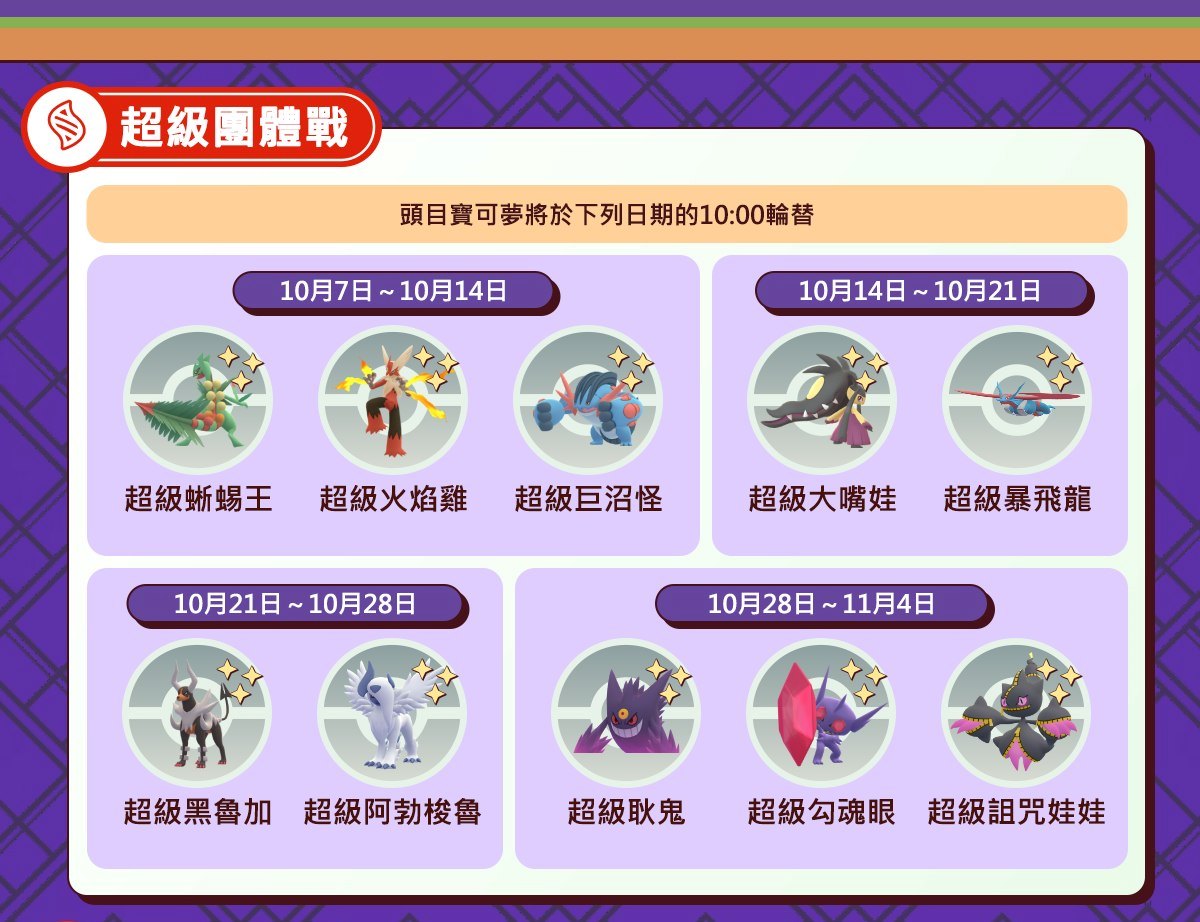 超級團體戰
頭目寶可夢將於下列日期的10:00輪替
10月7日~10月14日
超級蜥蜴王
超級火焰雞
超級巨沼怪
10月14日~10月21日
超級大嘴娃
超級暴飛龍
10月21日~10月28日
超級黑魯加
超級阿勃梭魯
10月28日~11月4日
超級耿鬼
超級勾魂眼
超級詛咒娃娃